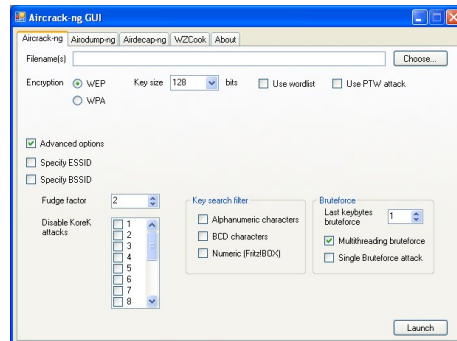 Aircrack-ng GUI
Aircrack-ng Airodump-ng Airdecap-ng WZCook About
Filename(s) Choose...
Encryption WEP Key size 128 bits Use wordlist Use PTW attack
WPA
Advanced options
Specify ESSID
Specify BSSID
Fudge factor 2
Disable KoreK attacks
1
2
3
4
5
6
7
8
Key search filter
Alphanumeric characters
BCD characters
Numeric (Fritz!BOX)
Bruteforce
Last keybytes
bruteforce 1
Multithreading bruteforce
Single Bruteforce attack
Launch